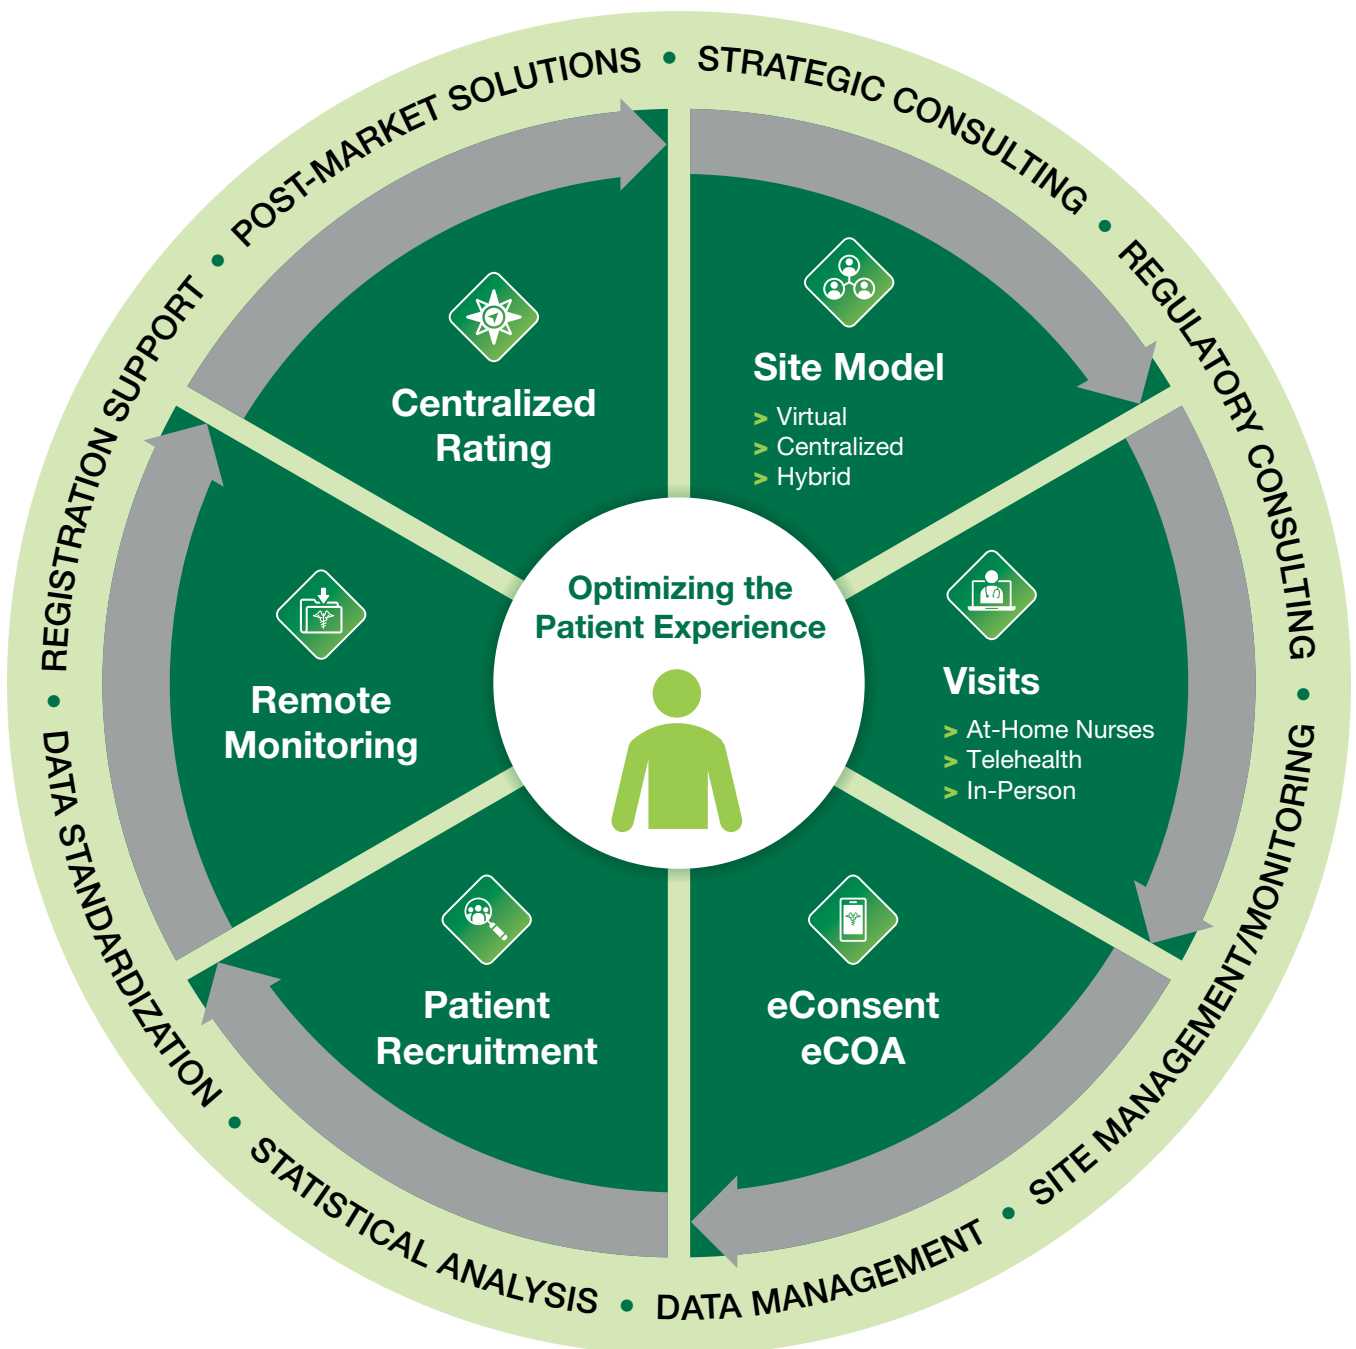 POST-MARKET SOLUTIONS • STRATEGIC CONSULTING • REGULATORY CONSULTING • SITE MANAGEMENT/MONITORING • DATA MANAGEMENT • STATISTICAL ANALYSIS • DATA STANDARDIZATION • REGISTRATION SUPPORT •
Site Model
> Virtual
> Centralized
> Hybrid
Visits
> At-Home Nurses
> Telehealth
> In-Person
eConsent
eCOA
Patient
Recruitment
Remote
Monitoring
Centralized
Rating
Optimizing the
Patient Experience